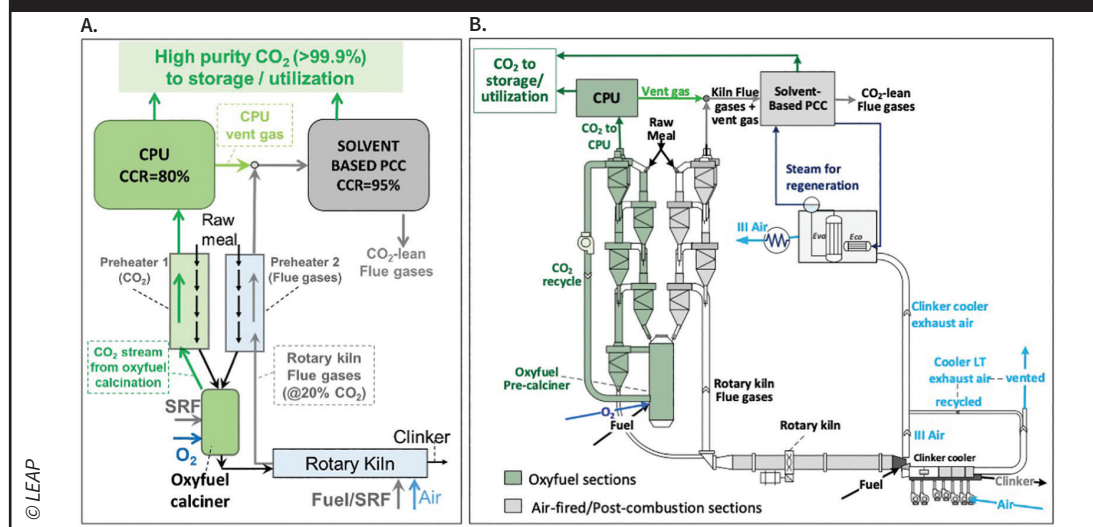 A.
High purity CO₂ (>99.9%)
to storage / utilization
CPU
vent gas
CPU
CCR=80%
SOLVENT
BASED PCC
CCR=95%
Raw
meal
Preheater 1
(CO₂)
Preheater 2
(Flue gases)
CO₂-lean
Flue gases
CO₂ stream
from oxyfuel
calcination
Rotary kiln
Flue gases
(@20% CO₂)
SRF
O₂
Oxyfuel
calciner
Clinker
Rotary Kiln
Fuel/SRF
Air
© LEAP
B.
CO₂ to
storage/
utilization
CPU
Vent gas
Kiln Flue
gases +
vent gas
Solvent-
Based PCC
CO₂-lean
Flue gases
CO₂ to
CPU
Raw
Meal
Steam for
regeneration
III Air
Eva
Eco
CO₂
recycle
Clinker cooler
exhaust air
Oxyfuel
Pre-calciner
Cooler LT
exhaust air
vented
recycled
Rotary kiln
Flue gases
O₂
Fuel
Rotary kiln
III Air
Clinker cooler
Fuel
Clinker
Air
Oxyfuel sections
Air-fired/Post-combustion sections